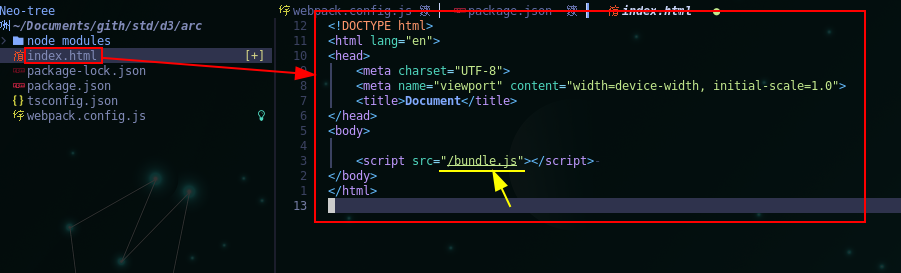 Neo-tree
~/Documents/gith/std/d3/arc
node modules
index.html [+]
package-lock.json
package.json
tsconfig.json
webpack.config.js
webpack.config.js package.json index.html
12 <!DOCTYPE html>
11 <html lang="en">
10 <head>
<meta charset="UTF-8">
8 <meta name="viewport" content="width=device-width, initial-scale=1.0">
7 <title>Document</title>
6 </head>
5 <body>
4
3 <script src="/bundle.js"></script>
2 </body>
1 </html>
13